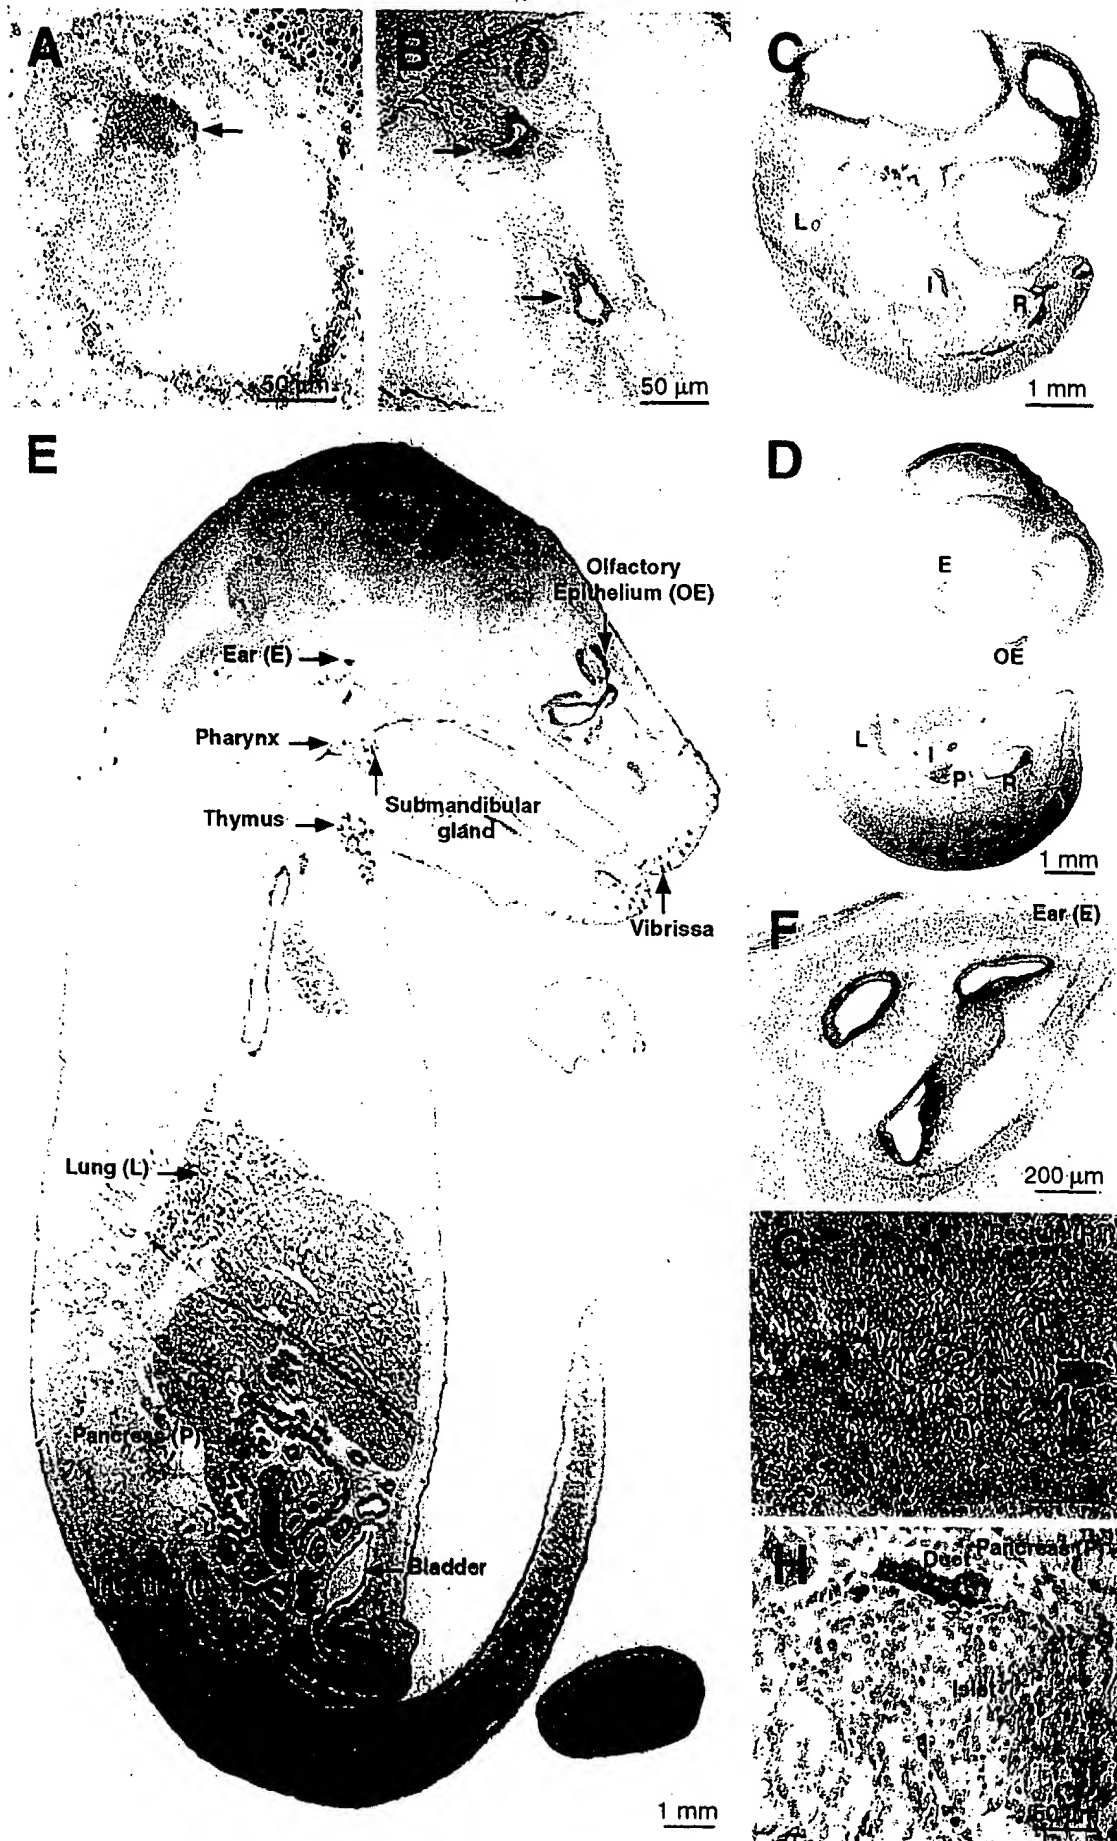 A
50 µm
B
50 µm
C
L
I
R
1 mm
E
Olfactory
Epithelium (OE)
Ear (E)
Pharynx
Submandibular
gland
Thymus
Vibrissa
Lung (L)
Pancreas (P)
Bladder
1 mm
D
E
OE
L
I
P
R
1 mm
F
Ear (E)
200 µm
G
H
Pancreas (P)
Duct
Islet